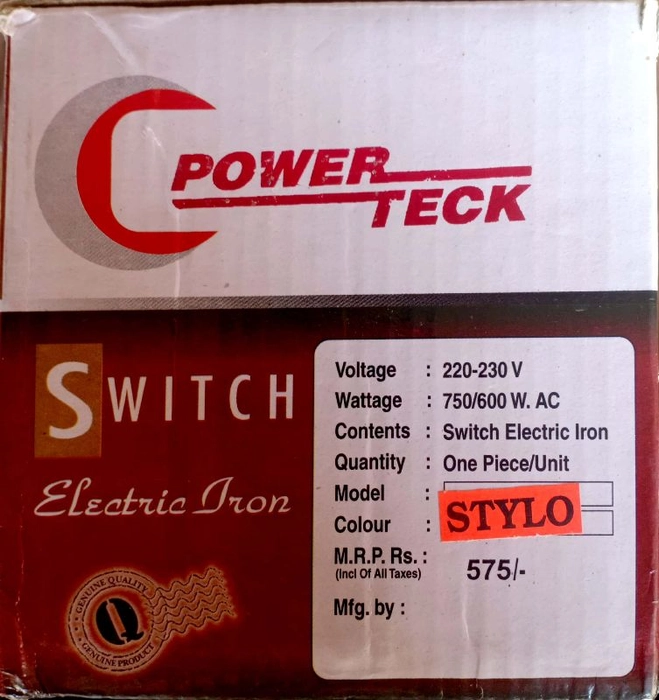 POWER
TECK
SWITCH
Electric Iron
Voltage : 220-230 V
Wattage : 750/600 W. AC
Contents : Switch Electric Iron
Quantity : One Piece/Unit
Model :
STYLO
Colour :
M.R.P. Rs. : 575/-
(Incl Of All Taxes)
Mfg. by :
GENUINE QUALITY
Q
GENUINE PRODUCT